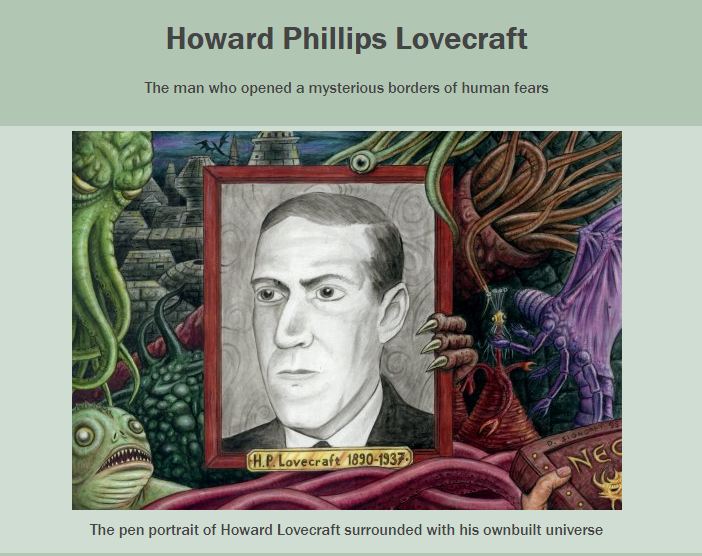 Howard Phillips Lovecraft
The man who opened a mysterious borders of human fears
H.P. Lovecraft 1890-1937.
NEC
The pen portrait of Howard Lovecraft surrounded with his ownbuilt universe